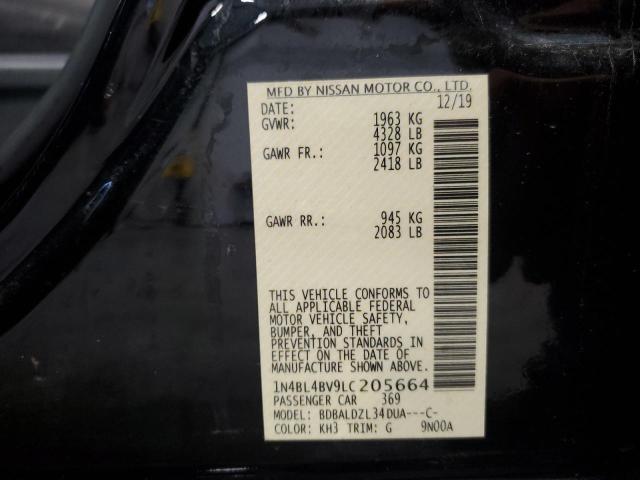 MFD BY NISSAN MOTOR CO., LTD.
DATE: 12/19
GVWR: 1963 KG
4328 LB
GAWR FR.: 1097 KG
2418 LB
GAWR RR.: 945 KG
2083 LB
THIS VEHICLE CONFORMS TO
ALL APPLICABLE FEDERAL
MOTOR VEHICLE SAFETY,
BUMPER, AND THEFT
PREVENTION STANDARDS IN
EFFECT ON THE DATE OF
MANUFACTURE SHOWN ABOVE.
1N4BL4BV9LC205664
PASSENGER CAR 369
MODEL: BDBALDZL34DUA---C-
COLOR: KH3 TRIM: G 9N00A